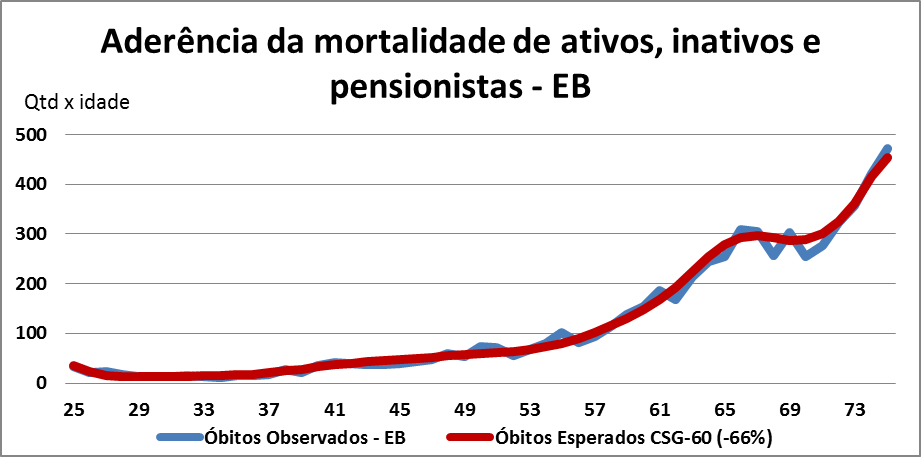 Aderência da mortalidade de ativos, inativos e
pensionistas - EB
Qtd x idade
500
400
300
200
100
0
25 29 33 37 41 45 49 53 57 61 65 69 73
Óbitos Observados - EB Óbitos Esperados CSG-60 (-66%)